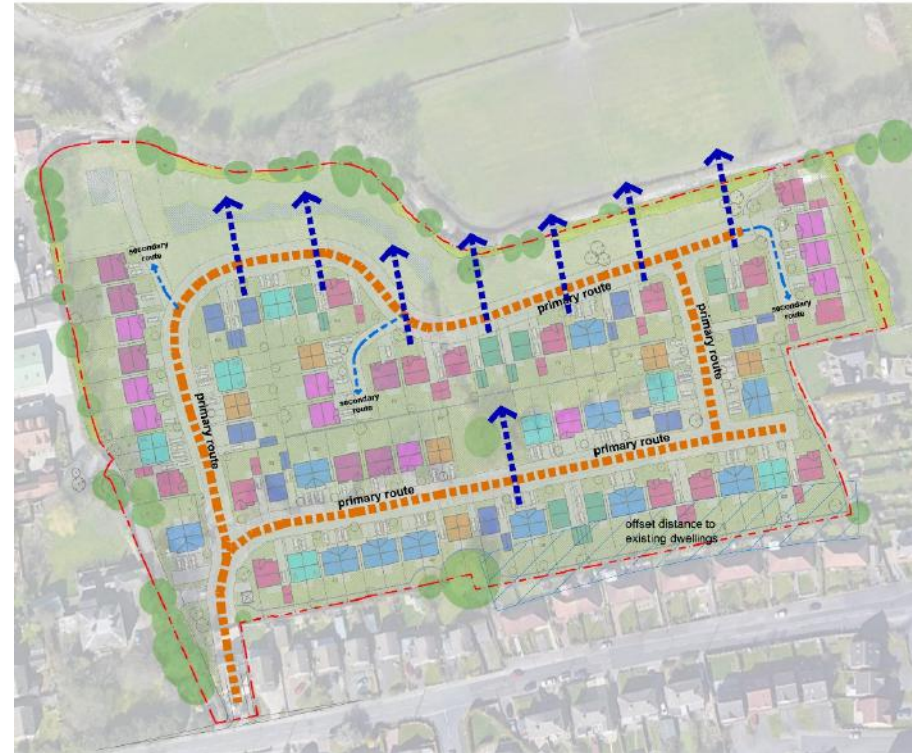 secondary
route
primary route
secondary
route
primary route
primary route
secondary
route
primary route
primary route
offset distance to
existing dwellings